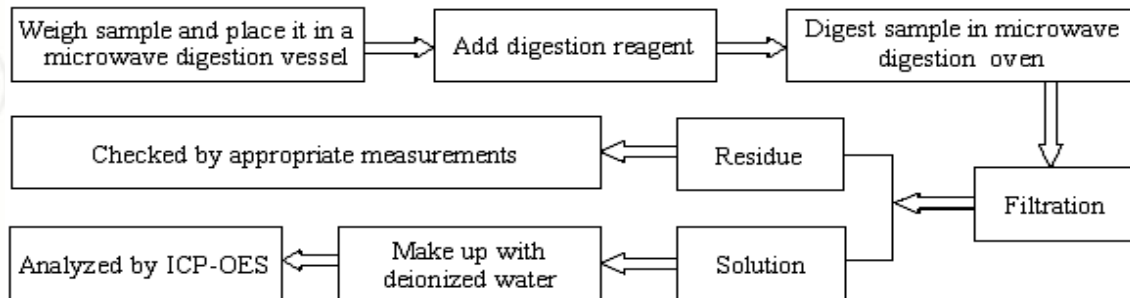 Weigh sample and place it in a
microwave digestion vessel
Add digestion reagent
Digest sample in microwave
digestion oven
Filtration
Residue
Checked by appropriate measurements
Solution
Make up with
deionized water
Analyzed by ICP-OES